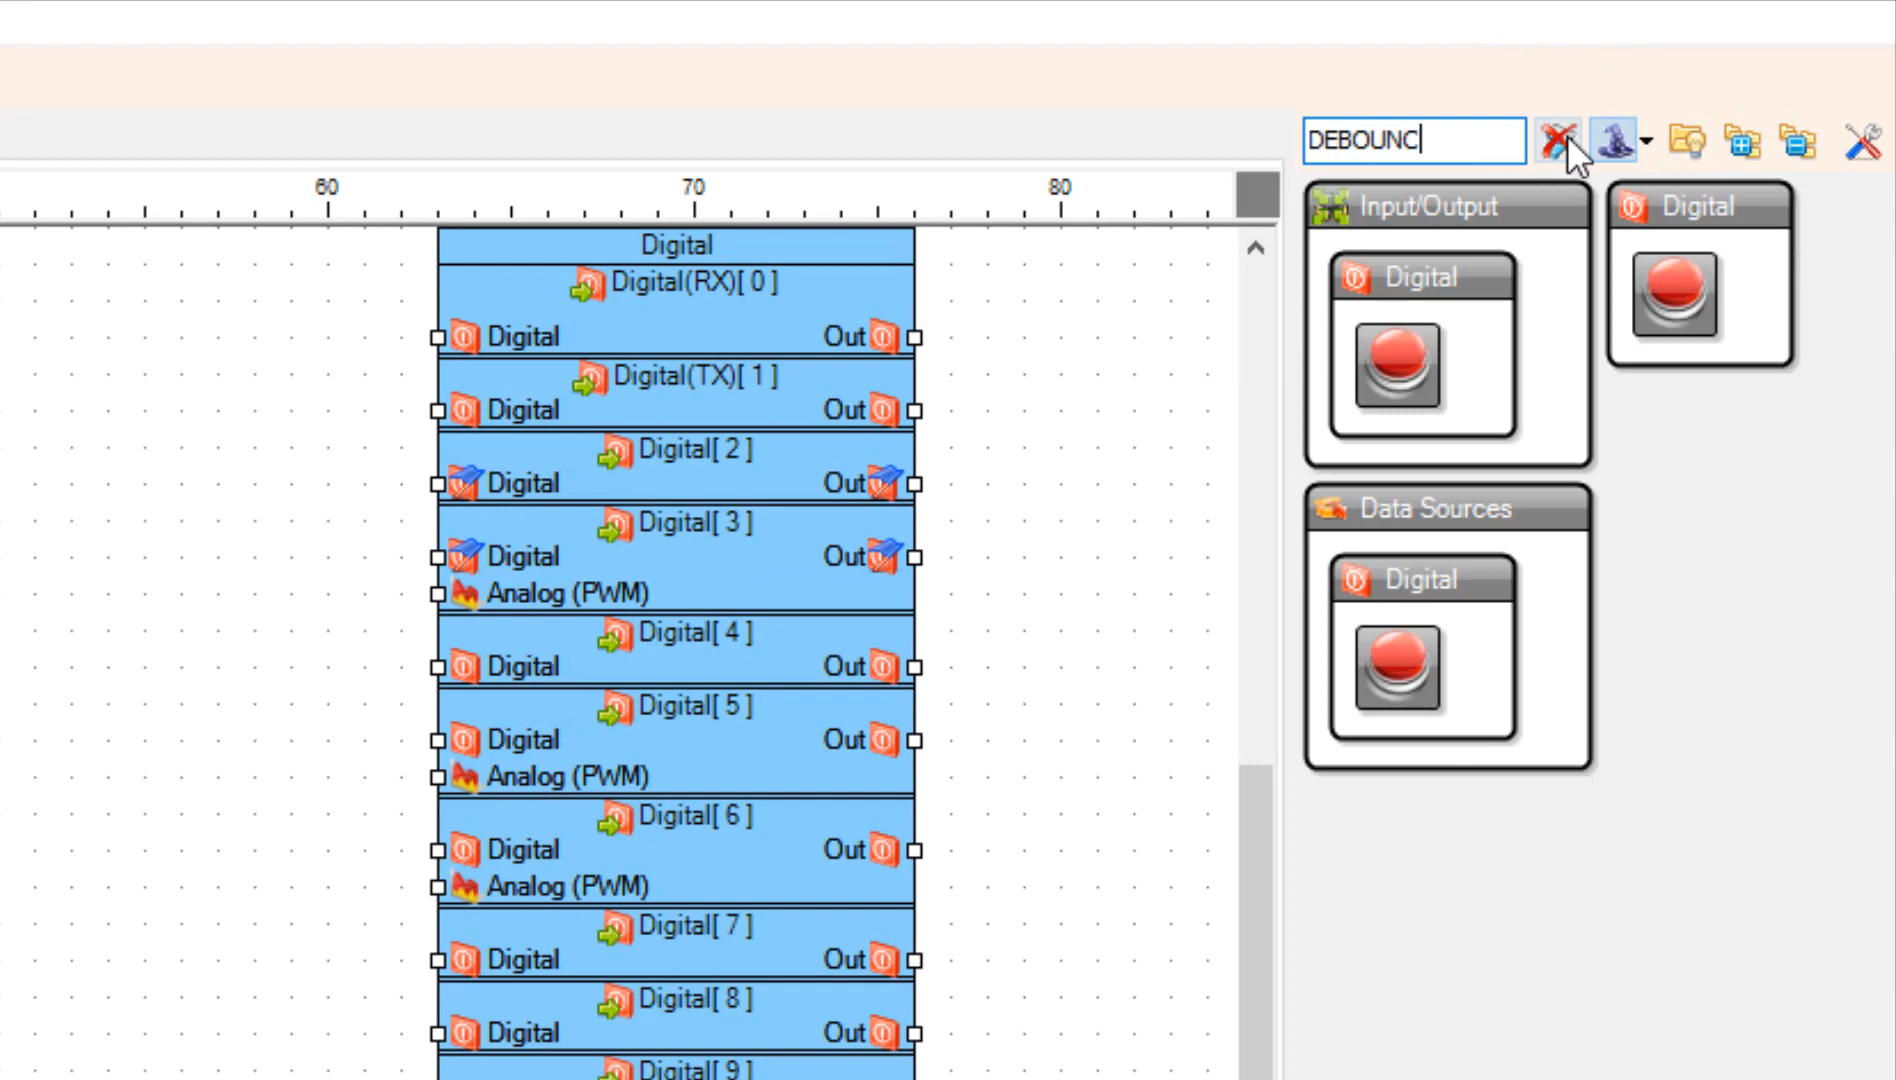 DEBOUNC
60 70 80
Input/Output
Digital
Digital
Data Sources
Digital
Digital
Digital(RX)[ 0 ]
Digital Out
Digital(TX)[ 1 ]
Digital Out
Digital[ 2 ]
Digital Out
Digital[ 3 ]
Digital Out
Analog (PWM)
Digital[ 4 ]
Digital Out
Digital[ 5 ]
Digital Out
Analog (PWM)
Digital[ 6 ]
Digital Out
Analog (PWM)
Digital[ 7 ]
Digital Out
Digital[ 8 ]
Digital Out
Digital[ 9 ]